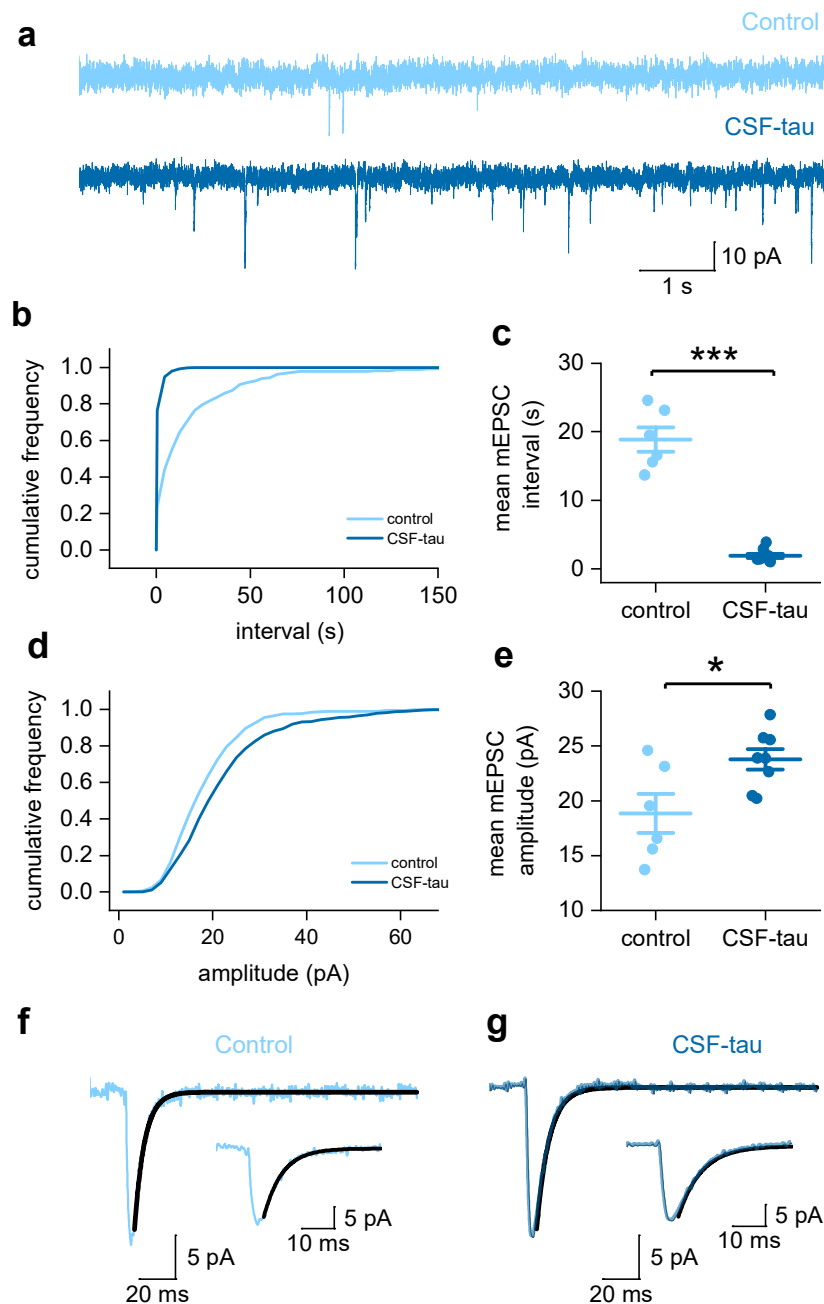 a
Control
CSF-tau
10 pA
1 s
b
cumulative frequency
1.0
0.8
0.6
0.4
0.2
0.0
control
CSF-tau
0
50
100
150
interval (s)
c
mean mEPSC
interval (s)
30
20
10
0
***
control
CSF-tau
d
cumulative frequency
1.0
0.8
0.6
0.4
0.2
0.0
control
CSF-tau
0
20
40
60
amplitude (pA)
e
mean mEPSC
amplitude (pA)
30
25
20
15
10
*
control
CSF-tau
f
Control
5 pA
10 ms
5 pA
20 ms
g
CSF-tau
5 pA
10 ms
5 pA
20 ms